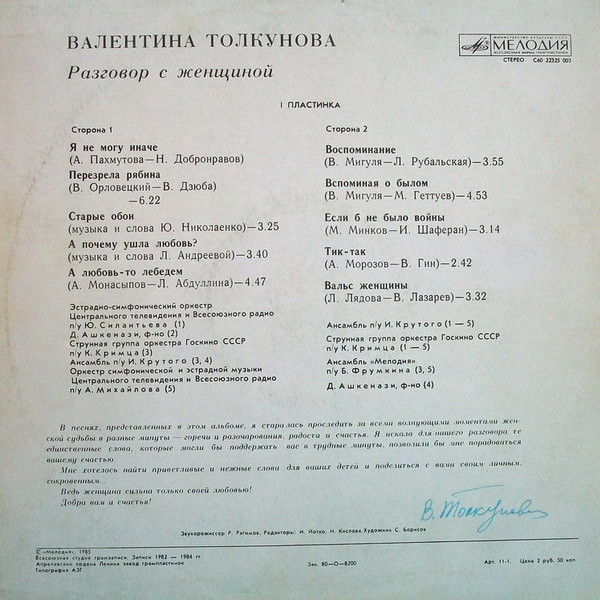 ВАЛЕНТИНА ТОЛКУНОВА
Разговор с женщиной
МИНИСТЕРСТВО КУЛЬТУРЫ СССР
МЕЛОДИЯ
ВСЕСОЮЗНАЯ ФИРМА ГРАМПЛАСТИНОК
СТЕРЕО С60 22325 003
I ПЛАСТИНКА
Сторона 1
Я не могу иначе
(А. Пахмутова—Н. Добронравов)
Перезрела рябина
(В. Орловецкий—В. Дзюба)
—6.22
Старые обои
(музыка и слова Ю. Николаенко)—3.25
А почему ушла любовь?
(музыка и слова Л. Андреевой)—3.40
А любовь-то лебедем
(А. Монасыпов—Л. Абдуллина)—4.47
Эстрадно-симфонический оркестр
Центрального телевидения и Всесоюзного радио
п/у Ю. Силантьева (1)
Д. Ашкенази, ф-но (2)
Струнная группа оркестра Госкино СССР
п/у К. Кримца (3)
Ансамбль п/у И. Крутого (3, 4)
Оркестр симфонической и эстрадной музыки
Центрального телевидения и Всесоюзного радио
п/у А. Михайлова (5)
Сторона 2
Воспоминание
(В. Мигуля—Л. Рубальская)—3.55
Вспоминая о былом
(В. Мигуля—М. Геттуев)—4.53
Если б не было войны
(М. Минков—И. Шаферан)—3.14
Тик-так
(А. Морозов—В. Гин)—2.42
Вальс женщины
(Л. Лядова—В. Лазарев)—3.32
Ансамбль п/у И. Крутого (1 — 5)
Струнная группа оркестра Госкино СССР
п/у К. Кримца (1 — 5)
Ансамбль «Мелодия»
п/у Б. Фрумкина (3, 5)
Д. Ашкенази, ф-но (4)
В песнях, представленных в этом альбоме, я старалась проследить за всеми волнующими моментами жен-
ской судьбы в разные минуты — горечи и разочарования, радости и счастья. Я искала для нашего разговора те
единственные слова, которые могли бы поддержать вас в трудные минуты, позволили бы мне порадоваться
вашему счастью.
Мне хотелось найти приветливые и нежные слова для ваших детей и поделиться с вами своим личным,
сокровенным...
Ведь женщина сильна только своей любовью!
Добра вам и счастья!
В. Толкунова
Звукорежиссер Р. Рагимов. Редакторы: И. Йотко, Н. Кислова. Художник С. Борисов
© «Мелодия», 1985
Всесоюзная студия грамзаписи. Записи 1982 — 1984 гг.
Апрелевский ордена Ленина завод грампластинок
Типография АЗГ
Зак. 80—О—8200
Арт. 11-1. Цена 2 руб. 50 коп.